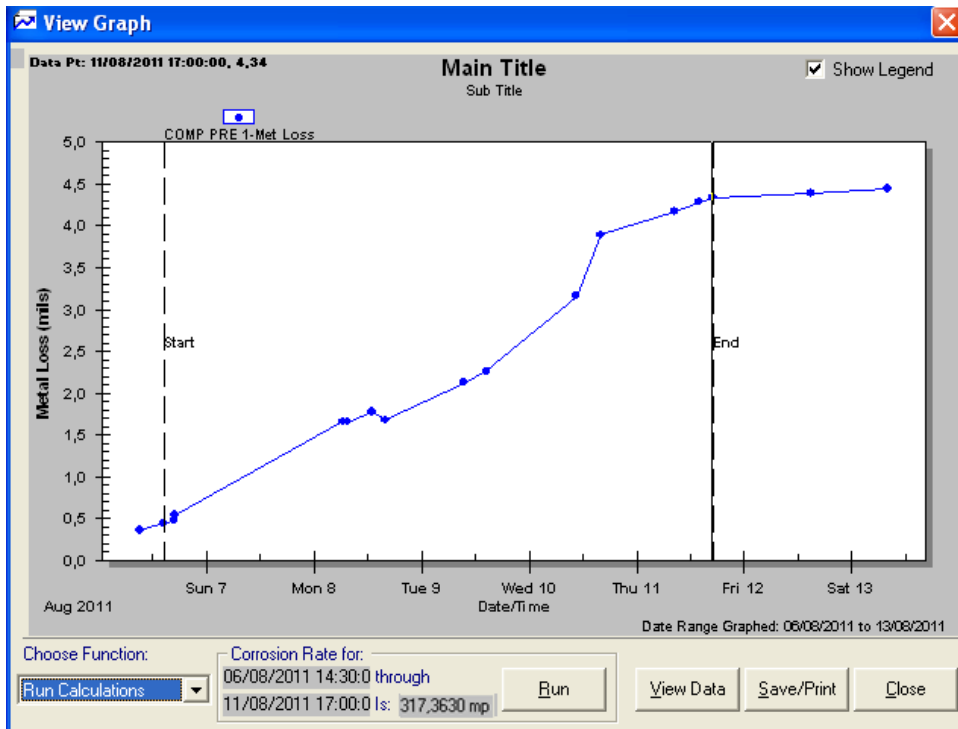 View Graph
Data Pt: 11/08/2011 17:00:00, 4,34
Main Title
Sub Title
Show Legend
COMP PRE 1-Met Loss
5,0
4,5
4,0
3,5
3,0
2,5
2,0
1,5
1,0
0,5
0,0
Metal Loss (mils)
Start
End
Sun 7
Mon 8
Tue 9
Wed 10
Thu 11
Fri 12
Sat 13
Aug 2011
Date/Time
Date Range Graphed: 06/08/2011 to 13/08/2011
Choose Function:
Run Calculations
Corrosion Rate for:
06/08/2011 14:30:0 through
11/08/2011 17:00:0 Is: 317,3630 mp
Run
View Data
Save/Print
Close